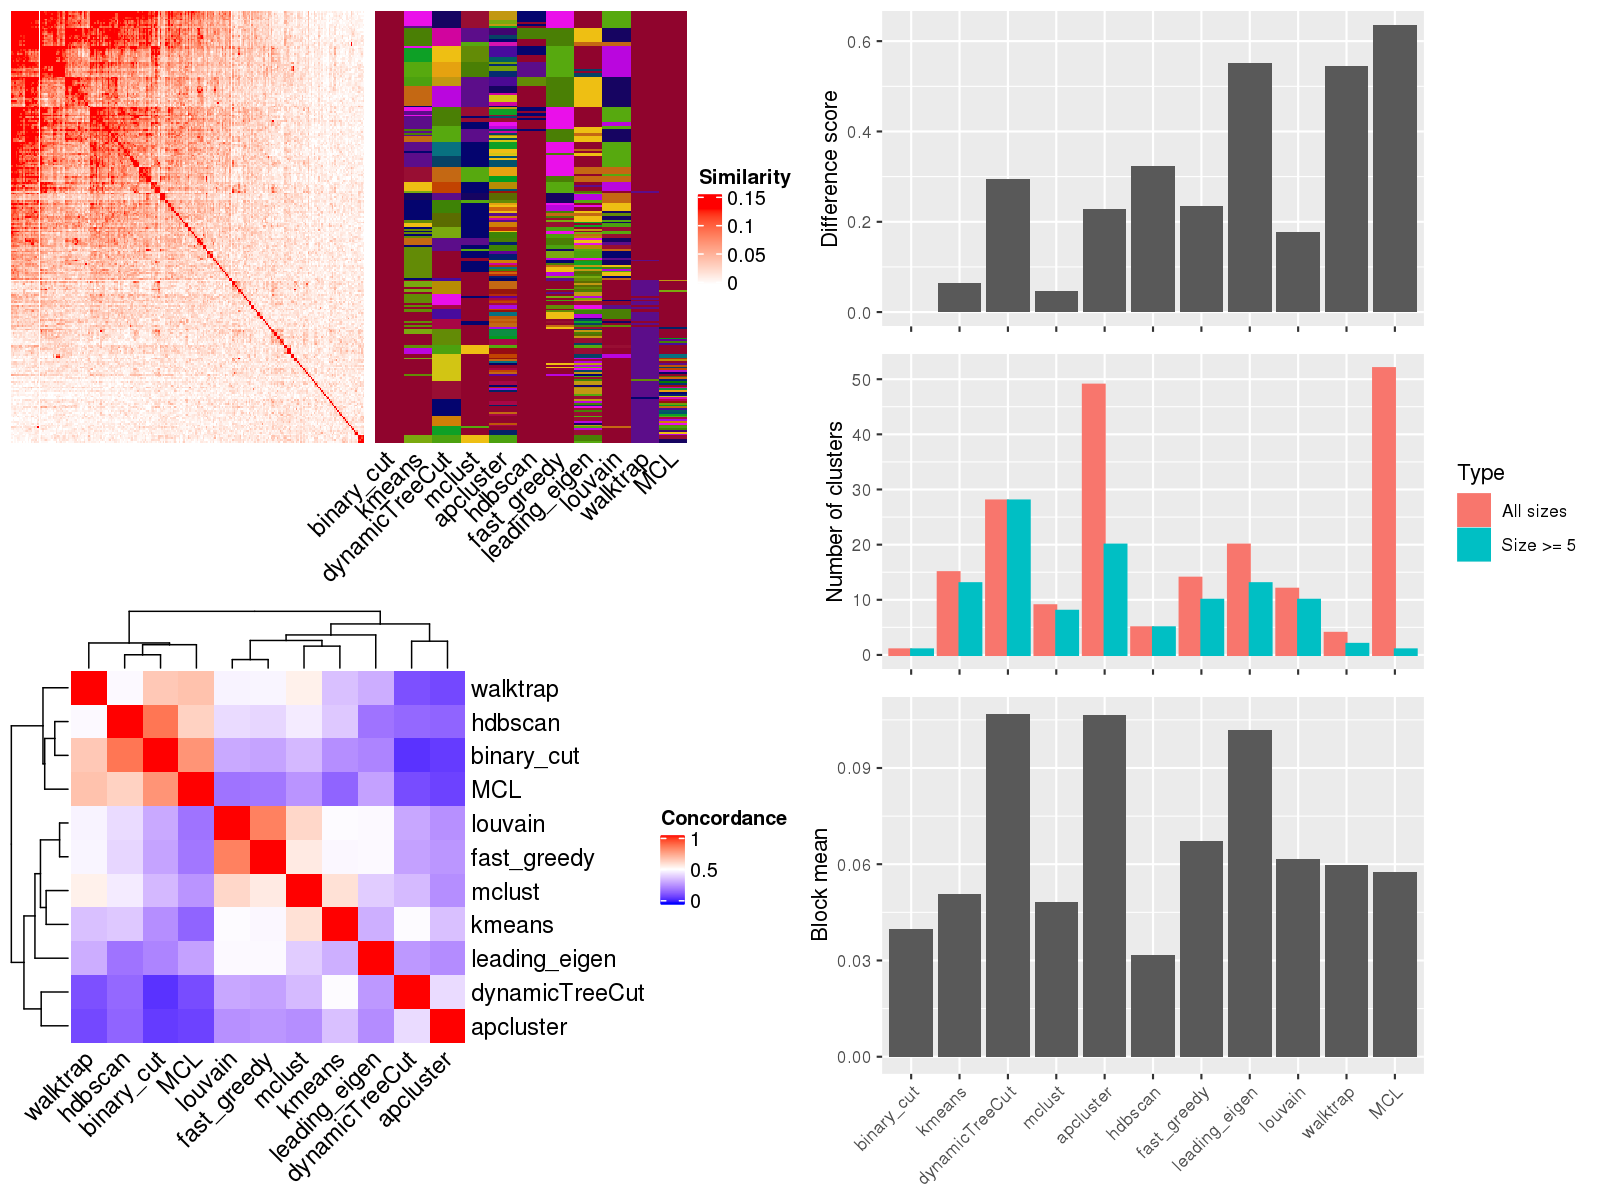 Similarity
0.15
0.1
0.05
0
binary_cut
kmeans
dynamicTreeCut
mclust
apcluster
hdbscan
fast_greedy
leading_eigen
louvain
walktrap
MCL
walktrap
hdbscan
binary_cut
MCL
louvain
fast_greedy
mclust
kmeans
leading_eigen
dynamicTreeCut
apcluster
Concordance
1
0.5
0
walktrap
hdbscan
binary_cut
MCL
louvain
fast_greedy
mclust
kmeans
leading_eigen
dynamicTreeCut
apcluster
Difference score
0.6
0.4
0.2
0.0
Number of clusters
50
40
30
20
10
0
Type
All sizes
Size >= 5
Block mean
0.09
0.06
0.03
0.00
binary_cut
kmeans
dynamicTreeCut
mclust
apcluster
hdbscan
fast_greedy
leading_eigen
louvain
walktrap
MCL